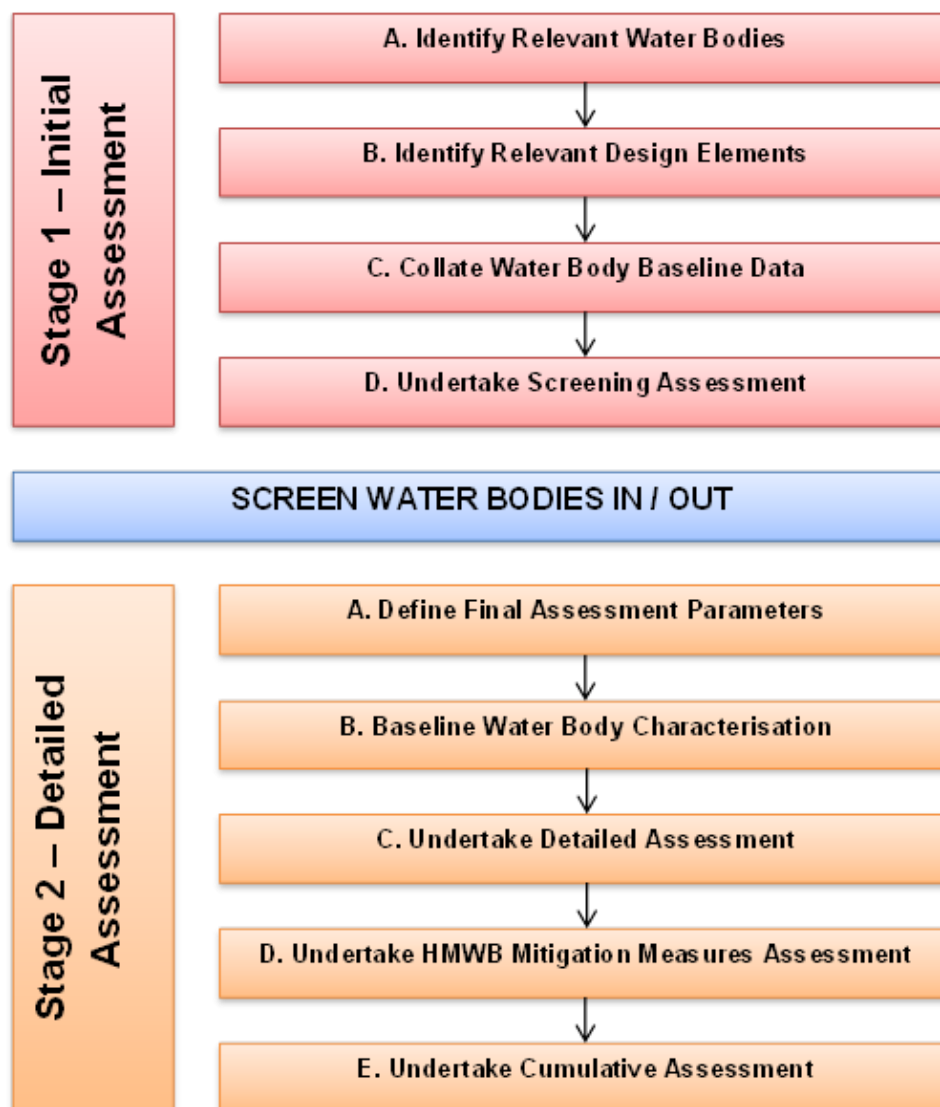 Stage 1 – Initial
Assessment
A. Identify Relevant Water Bodies
B. Identify Relevant Design Elements
C. Collate Water Body Baseline Data
D. Undertake Screening Assessment
SCREEN WATER BODIES IN / OUT
Stage 2 – Detailed
Assessment
A. Define Final Assessment Parameters
B. Baseline Water Body Characterisation
C. Undertake Detailed Assessment
D. Undertake HMWB Mitigation Measures Assessment
E. Undertake Cumulative Assessment